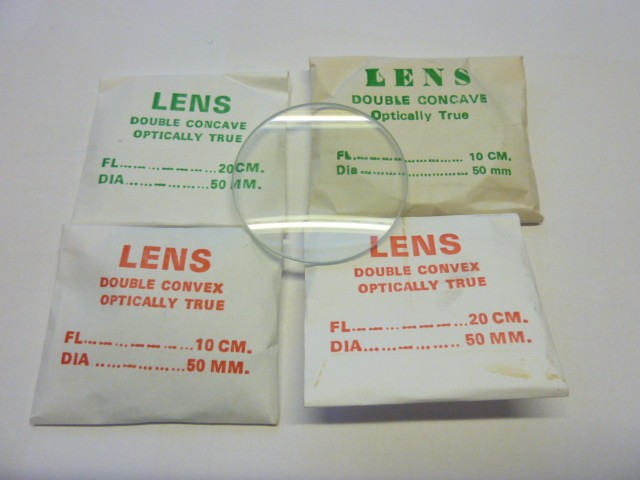 LENS
DOUBLE CONCAVE
OPTICALLY TRUE
FL...............20CM.
DIA...............50 MM.
LENS
DOUBLE CONCAVE
Optically True
FL......................... 10 CM.
Dia......................... 50 mm
LENS
DOUBLE CONVEX
OPTICALLY TRUE
FL...............10 CM.
DIA ...............50 MM.
LENS
DOUBLE CONVEX
OPTICALLY TRUE
FL...............20 CM.
DIA............... 50 MM.